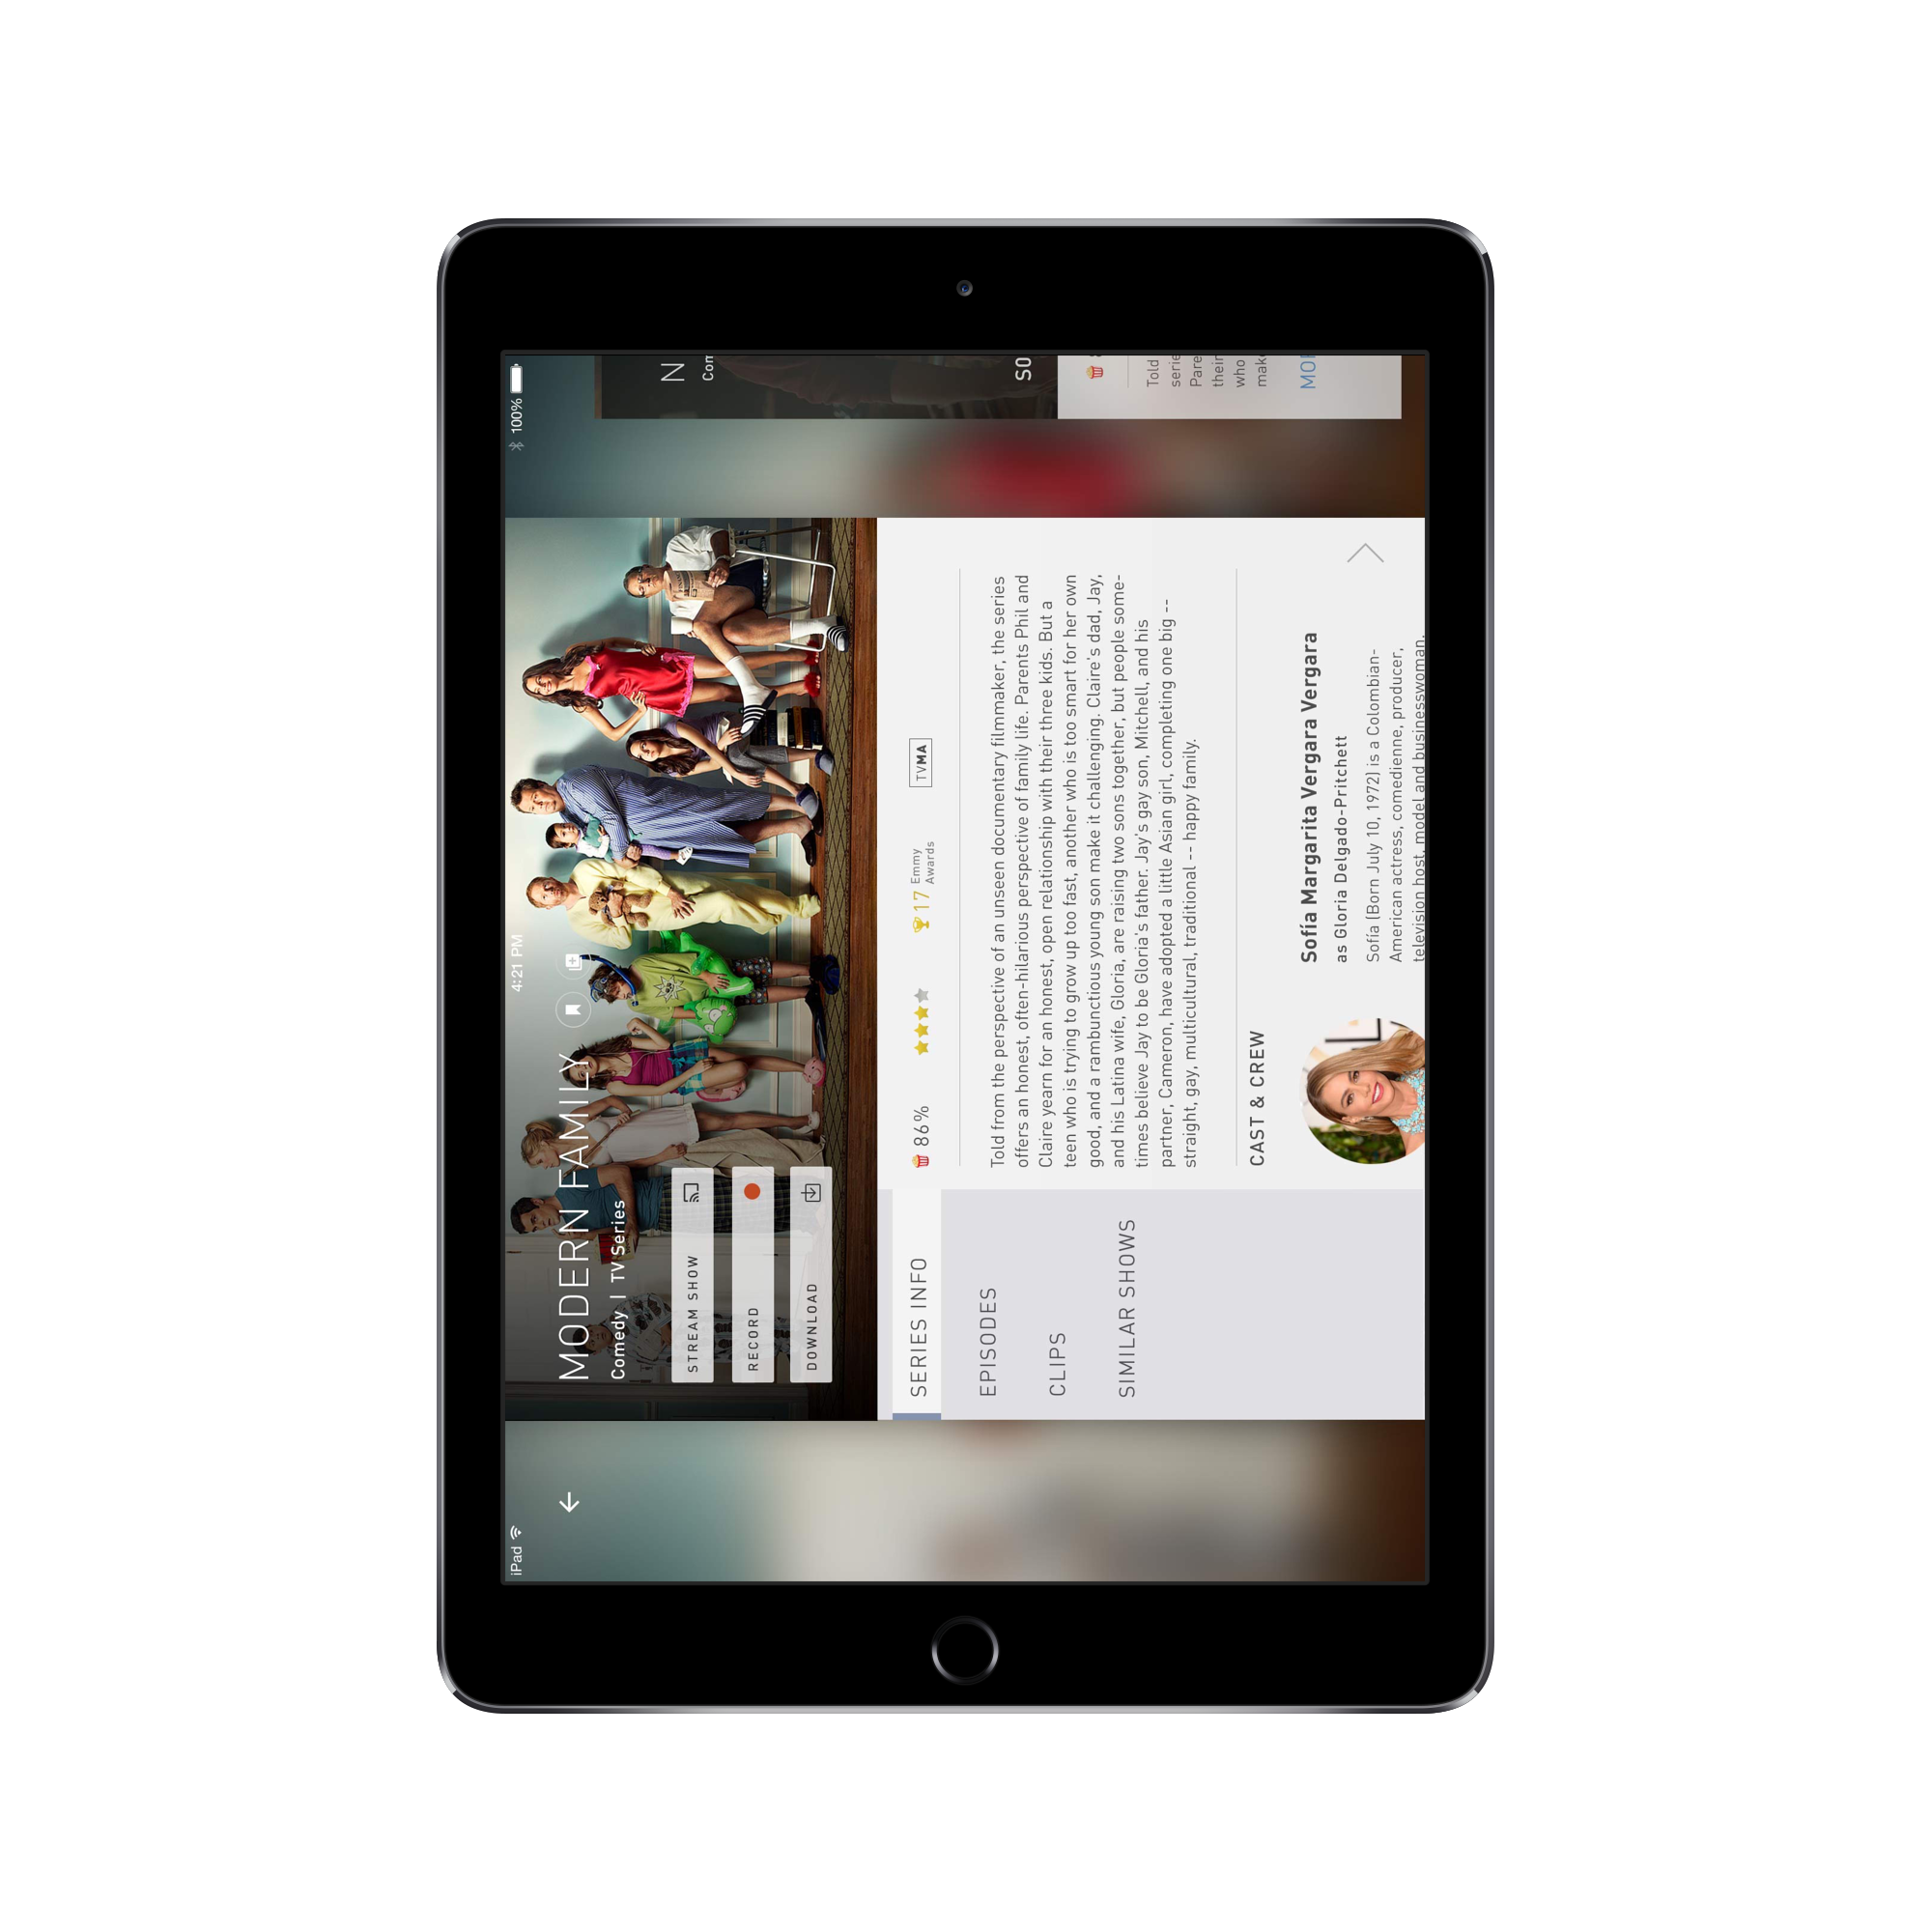 iPad
4:21 PM
100%
MODERN FAMILY
Comedy | TV Series
STREAM SHOW
RECORD
DOWNLOAD
SERIES INFO
EPISODES
CLIPS
SIMILAR SHOWS
86%
17 Emmy
Awards
TVMA
Told from the perspective of an unseen documentary filmmaker, the series
offers an honest, often-hilarious perspective of family life. Parents Phil and
Claire yearn for an honest, open relationship with their three kids. But a
teen who is trying to grow up too fast, another who is too smart for her own
good, and a rambunctious young son make it challenging. Claire's dad, Jay,
and his Latina wife, Gloria, are raising two sons together, but people some-
times believe Jay to be Gloria's father. Jay's gay son, Mitchell, and his
partner, Cameron, have adopted a little Asian girl, completing one big --
straight, gay, multicultural, traditional -- happy family.
CAST & CREW
Sofía Margarita Vergara Vergara
as Gloria Delgado-Pritchett
Sofía (Born July 10, 1972) is a Colombian-
American actress, comedienne, producer,
television host, model and businesswoman.
N
Com
SO
Told
serie
Pare
their
who
make
MOR